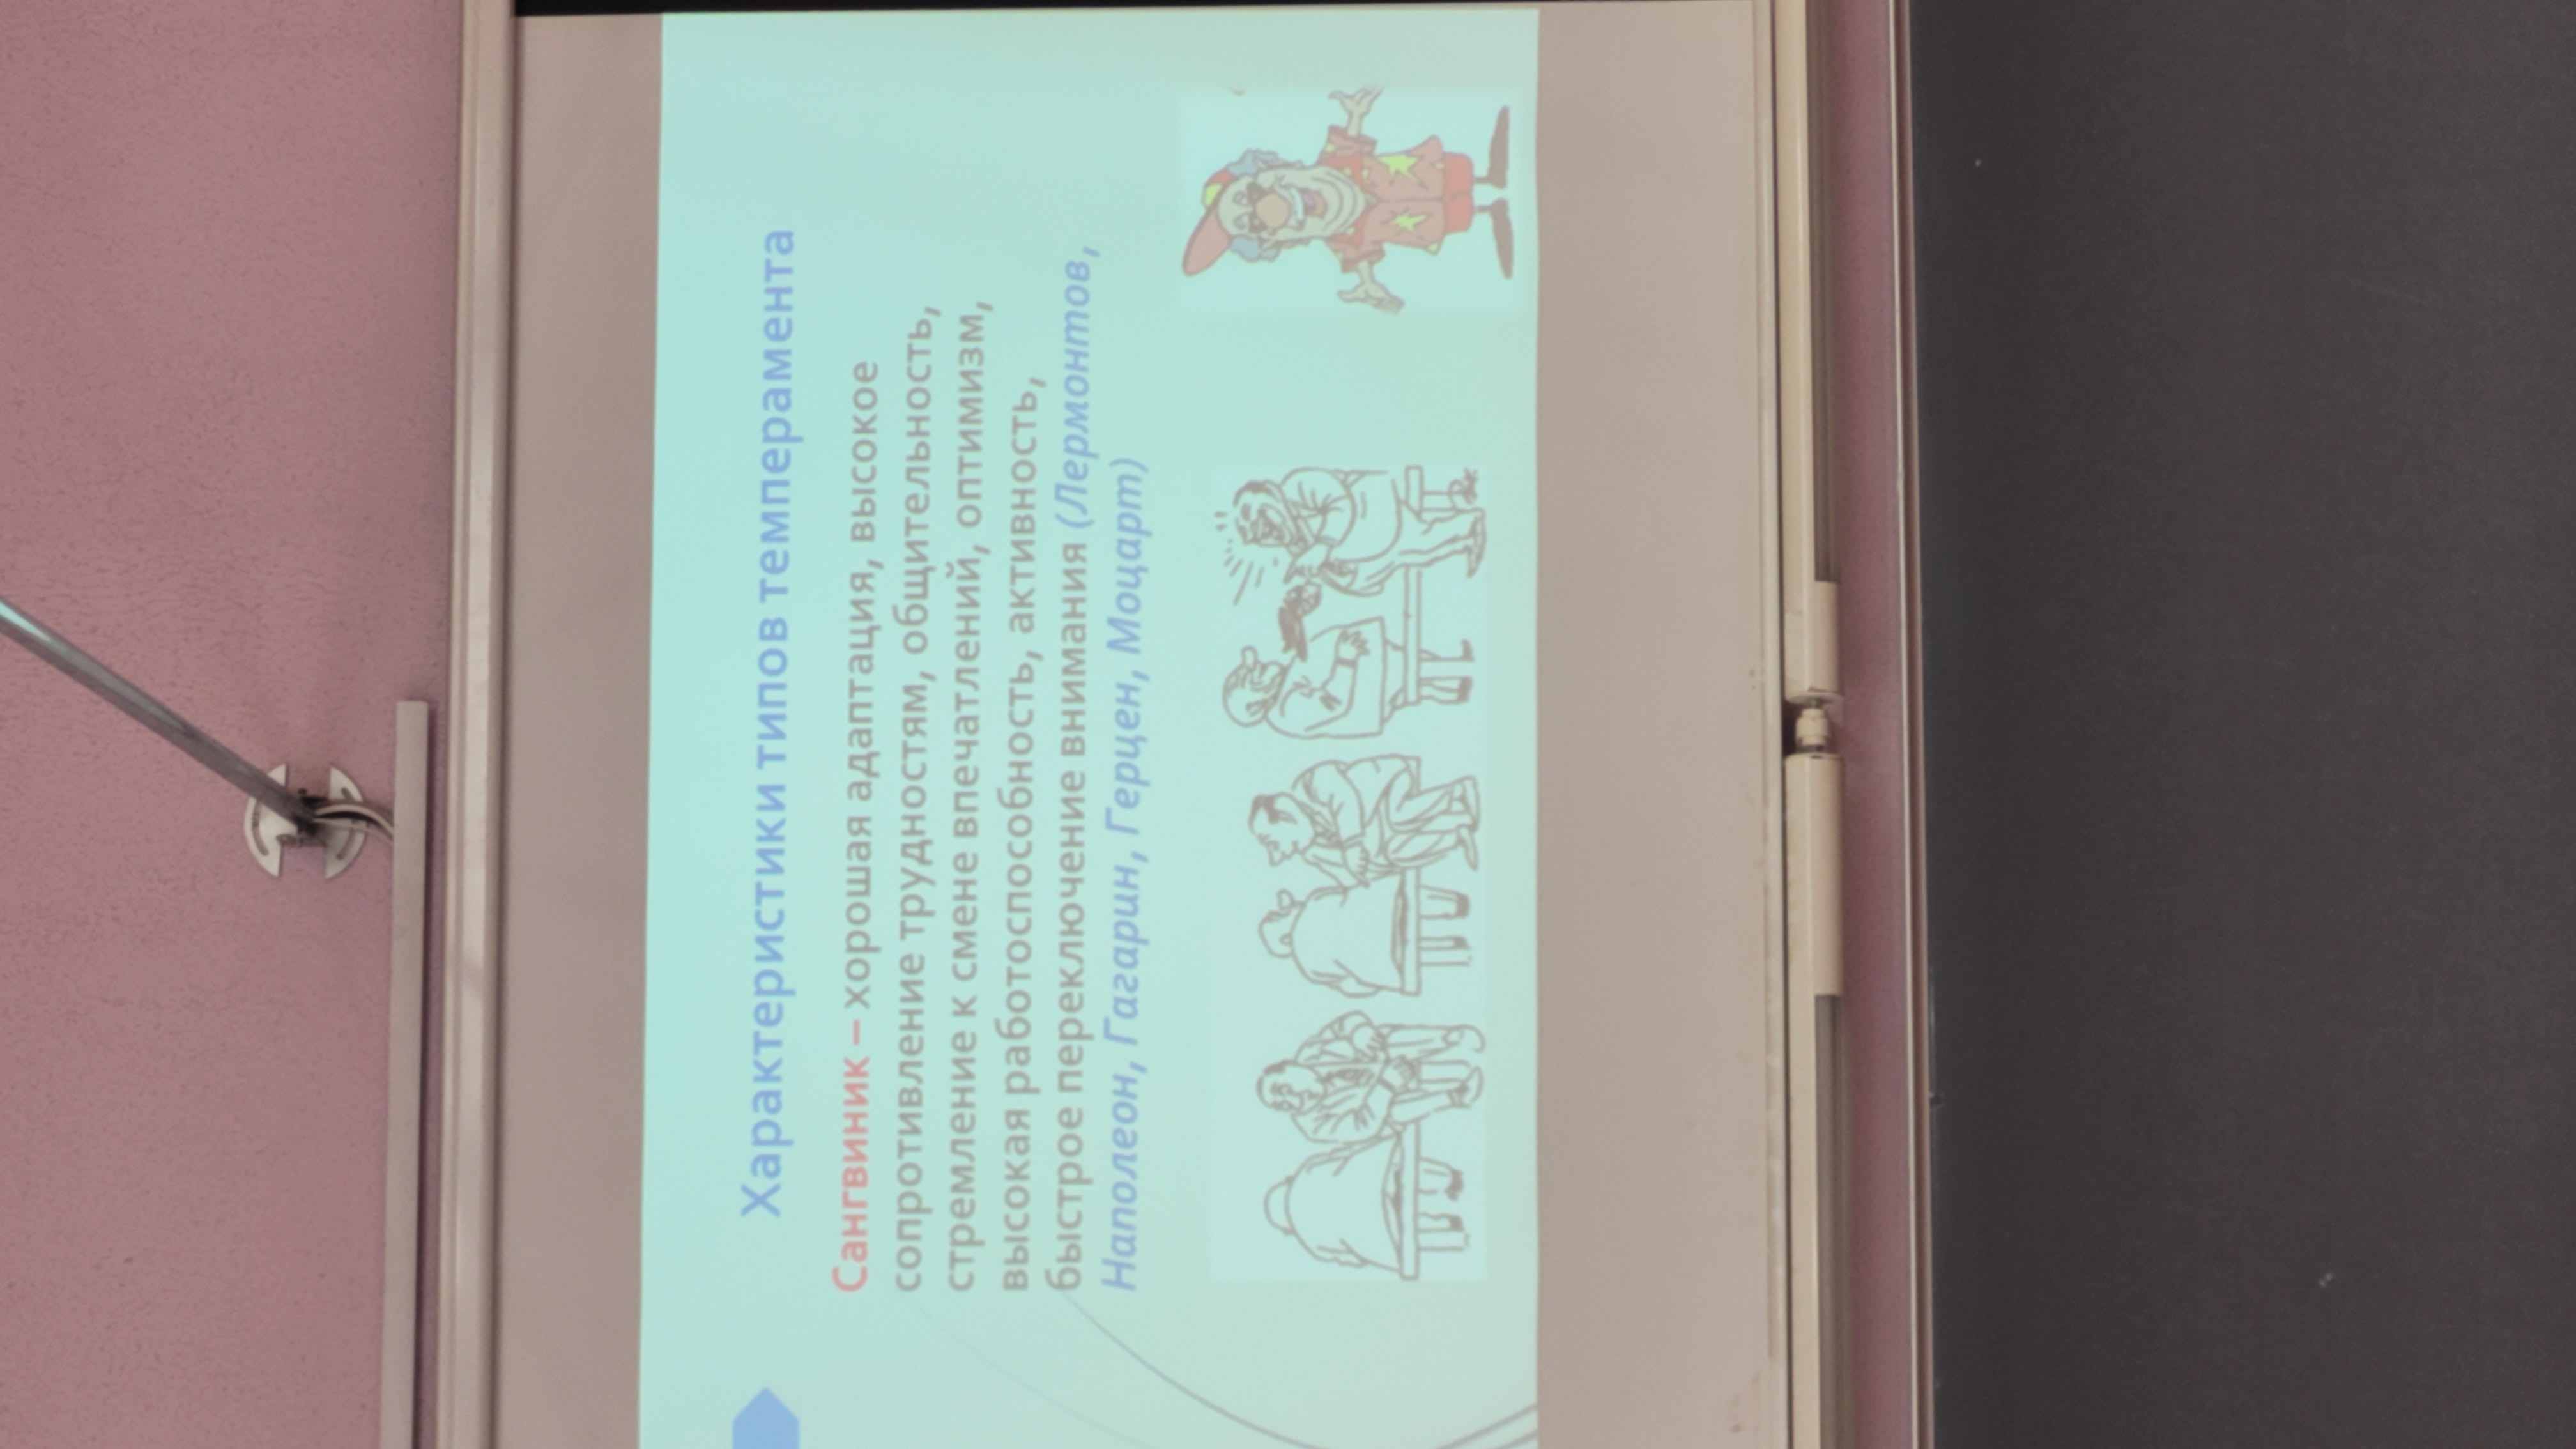 Характеристики типов темперамента
Сангвиник – хорошая адаптация, высокое
сопротивление трудностям, общительность,
стремление к смене впечатлений, оптимизм,
высокая работоспособность, активность,
быстрое переключение внимания (Лермонтов,
Наполеон, Гагарин, Герцен, Моцарт)